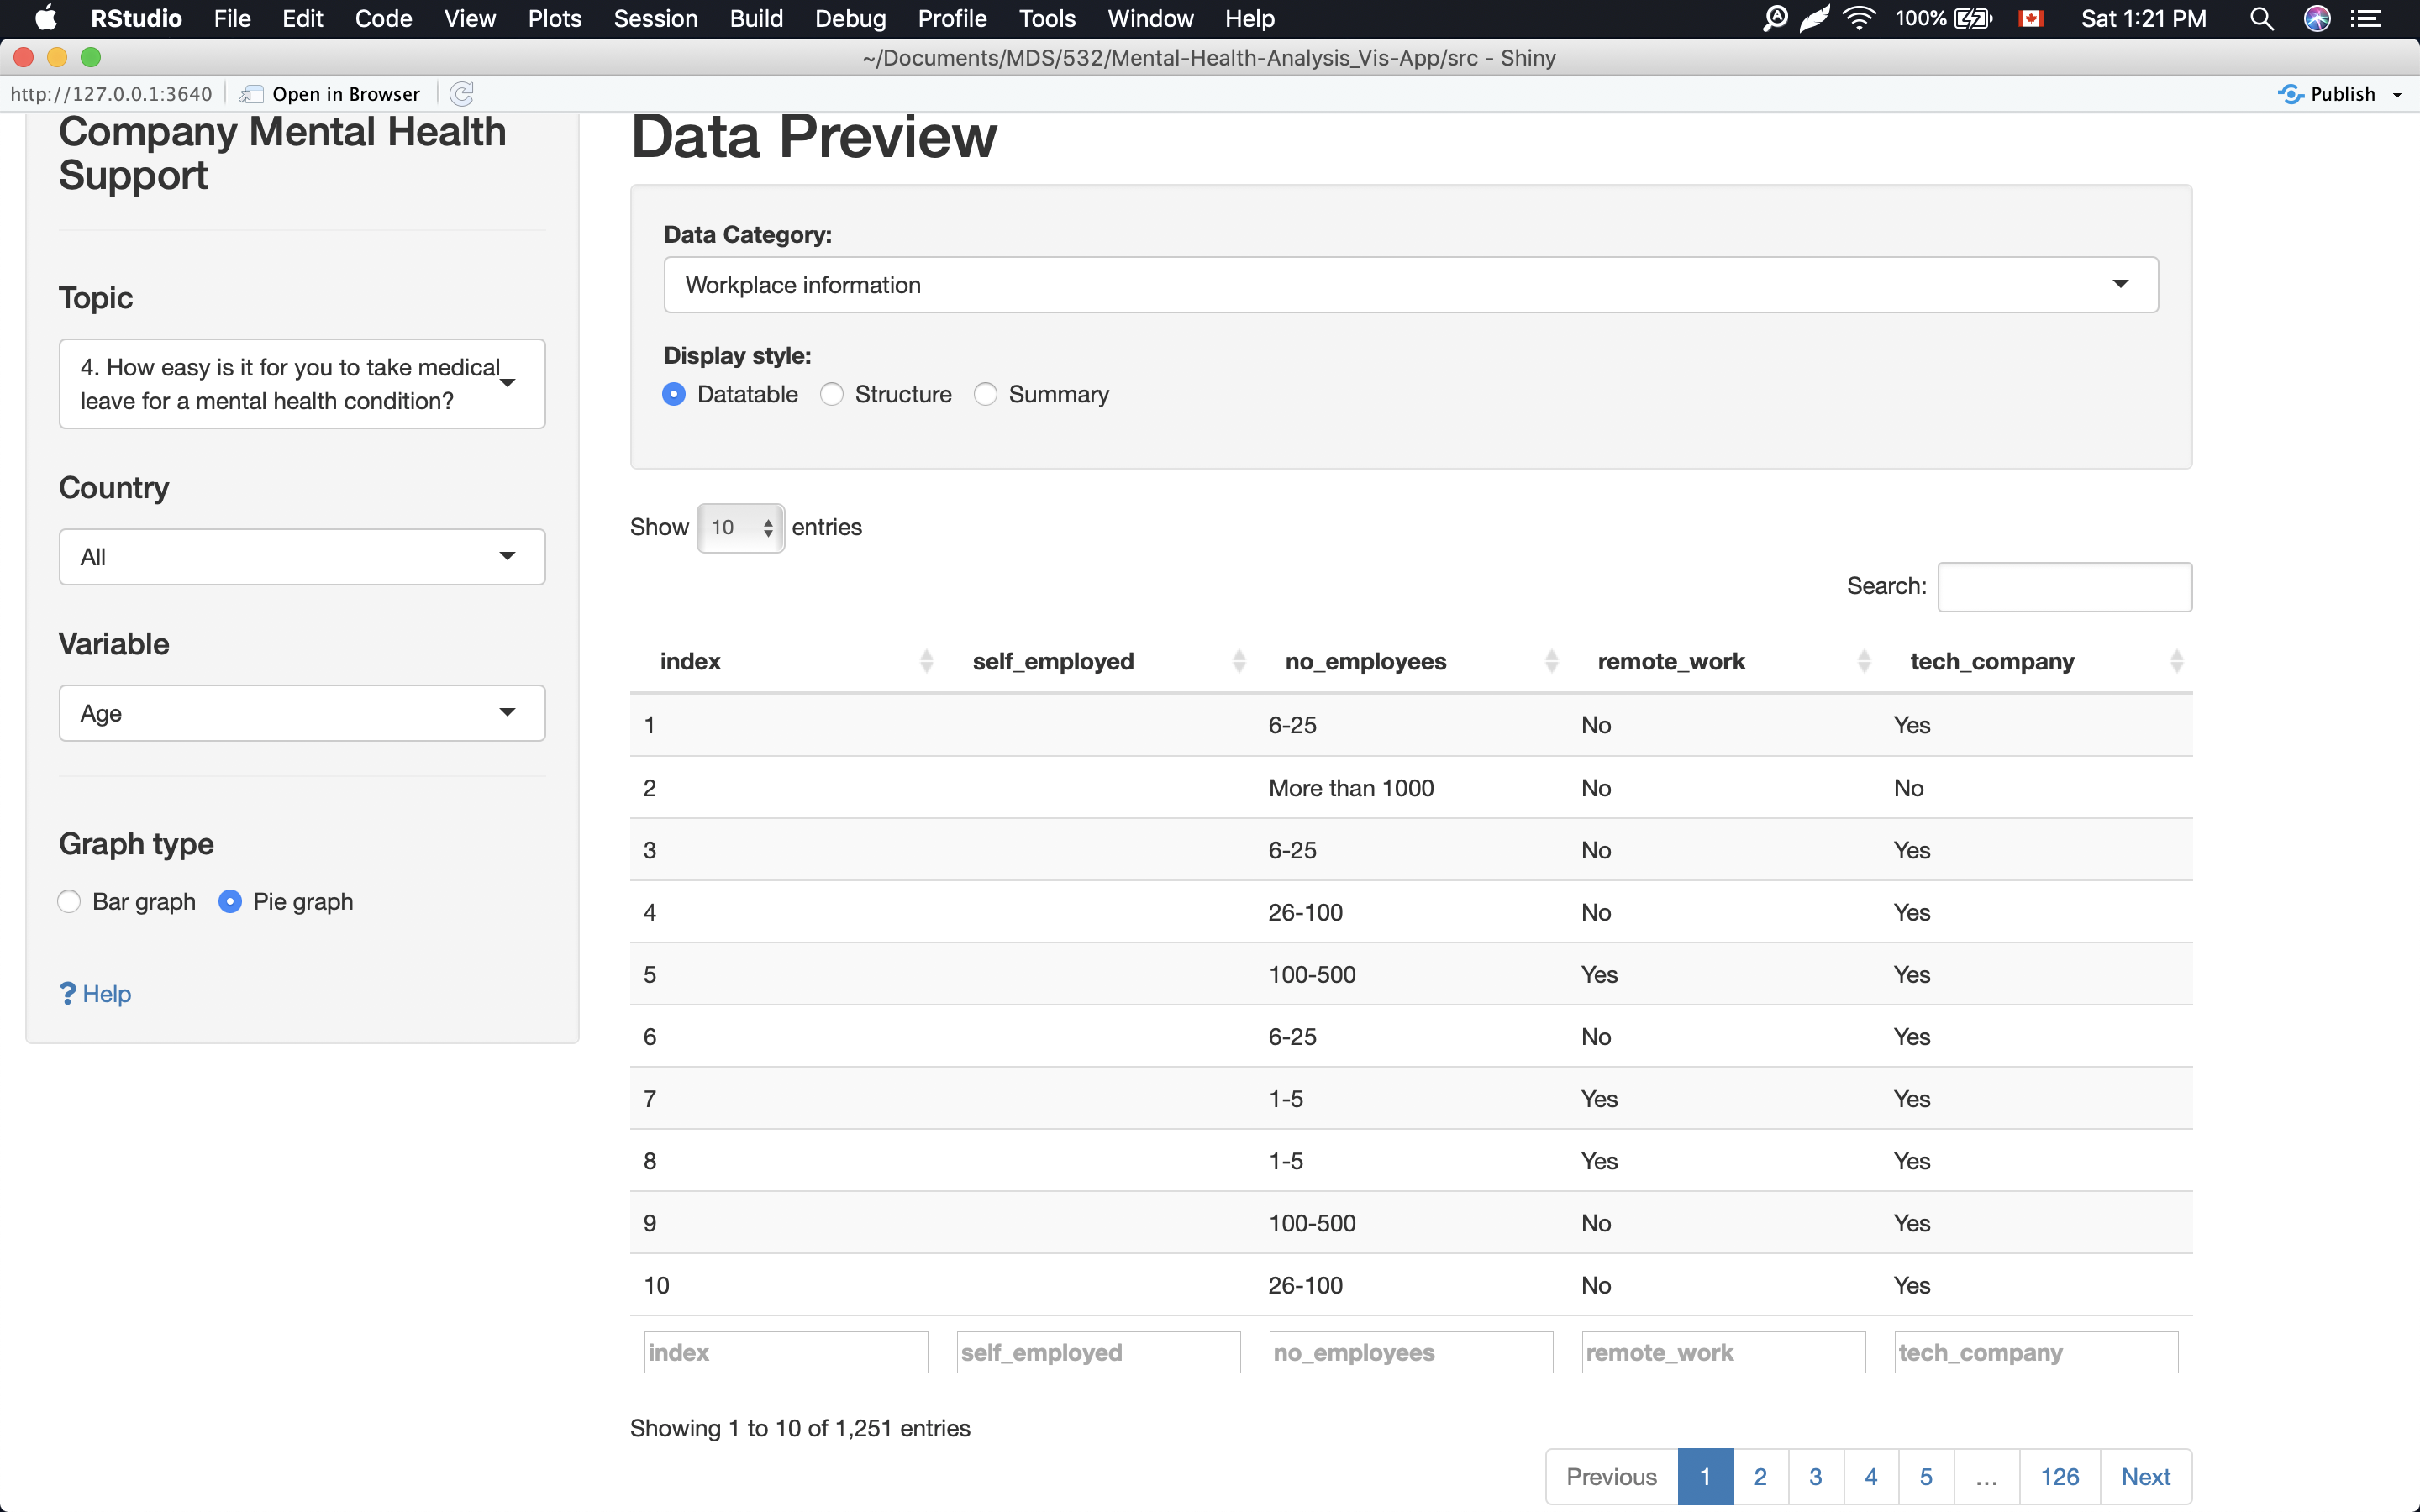 RStudio File Edit Code View Plots Session Build Debug Profile Tools Window Help 100% Sat 1:21 PM
~/Documents/MDS/532/Mental-Health-Analysis_Vis-App/src - Shiny
http://127.0.0.1:3640 Open in Browser Publish
Company Mental Health
Support
Topic
4. How easy is it for you to take medical
leave for a mental health condition?
Country
All
Variable
Age
Graph type
Bar graph Pie graph
? Help
Data Preview
Data Category:
Workplace information
Display style:
Datatable Structure Summary
Show 10 entries
Search:
index self_employed no_employees remote_work tech_company
1 6-25 No Yes
2 More than 1000 No No
3 6-25 No Yes
4 26-100 No Yes
5 100-500 Yes Yes
6 6-25 No Yes
7 1-5 Yes Yes
8 1-5 Yes Yes
9 100-500 No Yes
10 26-100 No Yes
index self_employed no_employees remote_work tech_company
Showing 1 to 10 of 1,251 entries
Previous 1 2 3 4 5 … 126 Next